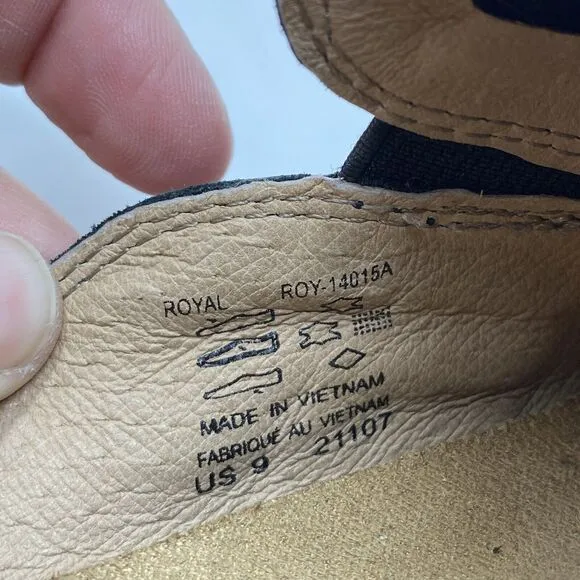 ROYAL ROY-14015A
MADE IN VIETNAM
FABRIQUÉ AU VIETNAM
US 9 21107